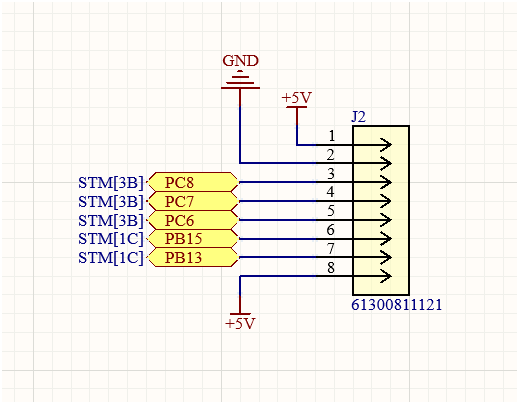 GND
+5V
J2
1
2
STM[3B] PC8 3
STM[3B] PC7 4
STM[3B] PC6 5
STM[1C] PB15 6
STM[1C] PB13 7
8
61300811121
+5V